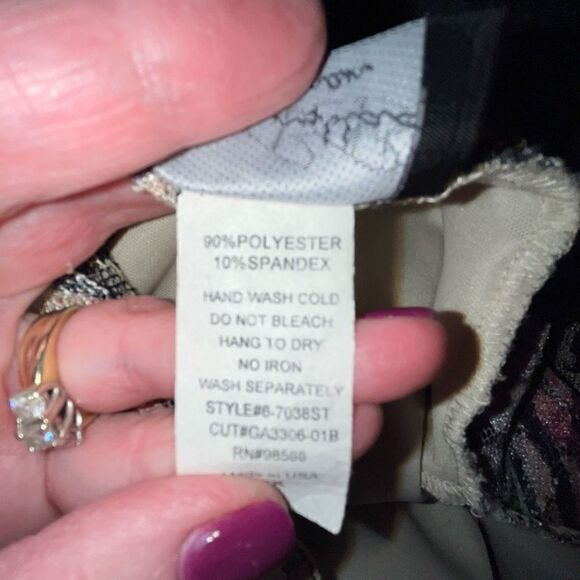 90%POLYESTER
10%SPANDEX
HAND WASH COLD
DO NOT BLEACH
HANG TO DRY
NO IRON
WASH SEPARATELY
STYLE#6-7038ST
CUT#GA3306-01B
RN#98586